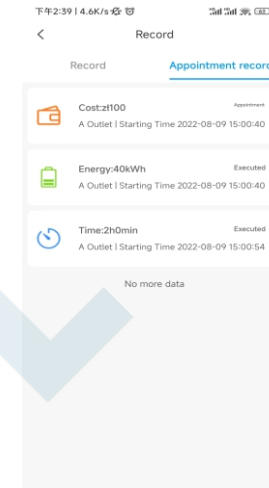 下午2:39 | 4.6K/s
Record
Record
Appointment record
Cost:zł100
Appointment
A Outlet | Starting Time 2022-08-09 15:00:40
Energy:40kWh
Executed
A Outlet | Starting Time 2022-08-09 15:00:40
Time:2h0min
Executed
A Outlet | Starting Time 2022-08-09 15:00:54
No more data